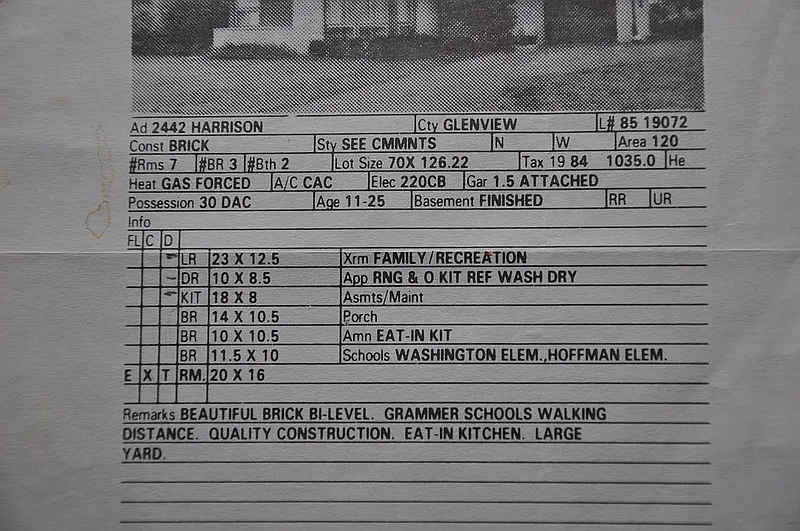 Ad 2442 HARRISON Cty GLENVIEW L# 85 19072
Const BRICK Sty SEE CMMNTS N W Area 120
#Rms 7 #BR 3 #Bth 2 Lot Size 70X 126.22 Tax 19 84 1035.0 He
Heat GAS FORCED A/C CAC Elec 220CB Gar 1.5 ATTACHED
Possession 30 DAC Age 11-25 Basement FINISHED RR UR
Info
FL C D
LR 23 X 12.5 Xrm FAMILY/RECREATION
DR 10 X 8.5 App RNG & O KIT REF WASH DRY
KIT 18 X 8 Asmts/Maint
BR 14 X 10.5 Porch
BR 10 X 10.5 Amn EAT-IN KIT
BR 11.5 X 10 Schools WASHINGTON ELEM.,HOFFMAN ELEM.
E X T RM. 20 X 16
Remarks BEAUTIFUL BRICK BI-LEVEL. GRAMMER SCHOOLS WALKING
DISTANCE. QUALITY CONSTRUCTION. EAT-IN KITCHEN. LARGE
YARD.